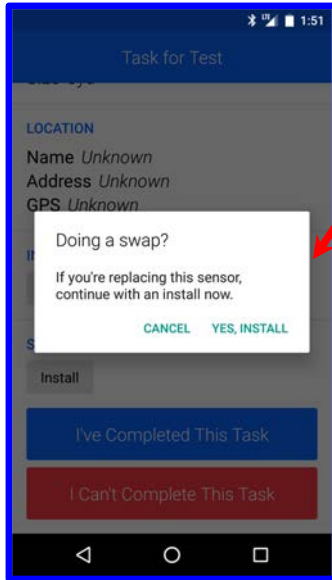 1:51
Task for Test
LOCATION
Name Unknown
Address Unknown
GPS Unknown
Doing a swap?
If you're replacing this sensor,
continue with an install now.
CANCEL YES, INSTALL
Install
I've Completed This Task
I Can't Complete This Task